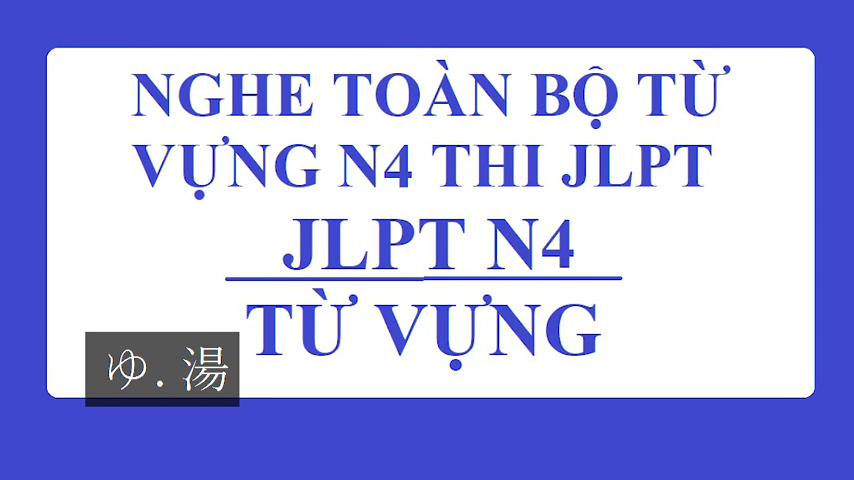 NGHE TOÀN BỘ TỪ
VỰNG N4 THI JLPT
JLPT N4
TỪ VỰNG
ゆ. 湯